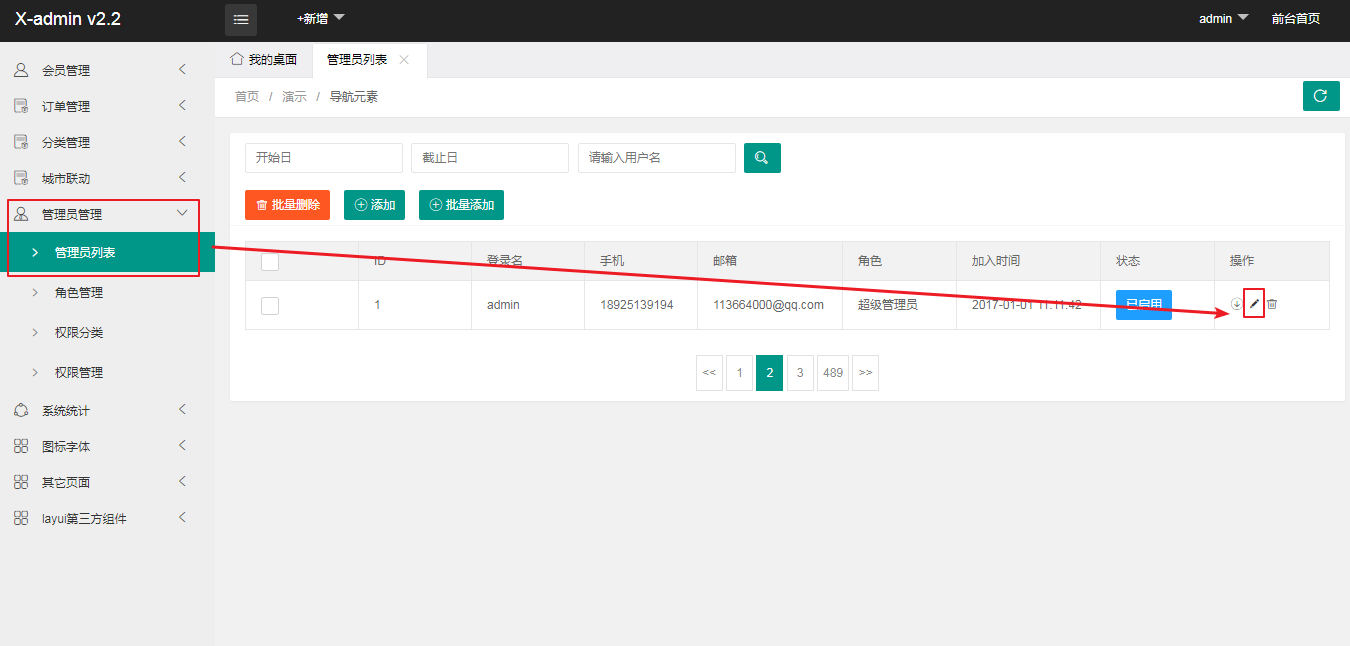 X-admin v2.2
+新增
admin
前台首页
会员管理
订单管理
分类管理
城市联动
管理员管理
管理员列表
角色管理
权限分类
权限管理
系统统计
图标字体
其它页面
layui第三方组件
我的桌面
管理员列表
首页 / 演示 / 导航元素
开始日
截止日
请输入用户名
批量删除
添加
批量添加
ID 登录名 手机 邮箱 角色 加入时间 状态 操作
1 admin 18925139194 113664000@qq.com 超级管理员 2017-01-01 11:11:42 已启用
<< 1 2 3 489 >>